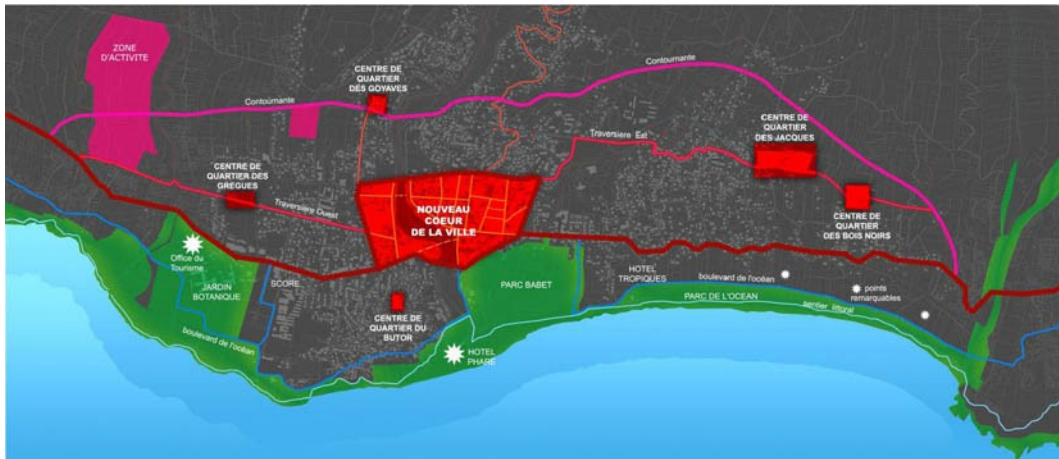 ZONE
D'ACTIVITE
CENTRE DE
QUARTIER
DES GOYAVES
Contournante
Contournante
Traversiere Est
CENTRE DE
QUARTIER
DES JACQUES
CENTRE DE
QUARTIER DES
GREGUES
Traversiere Ouest
NOUVEAU
COEUR
DE LA VILLE
CENTRE DE
QUARTIER
DES BOIS NOIRS
Office du
Tourisme
JARDIN
BOTANIQUE
SCORE
PARC BABET
HOTEL
TROPIQUES
boulevard de l'océan
points
remarquables
PARC DE L'OCEAN
sentier littoral
CENTRE DE
QUARTIER DU
BUTOR
boulevard de l'océan
HOTEL
PHARE